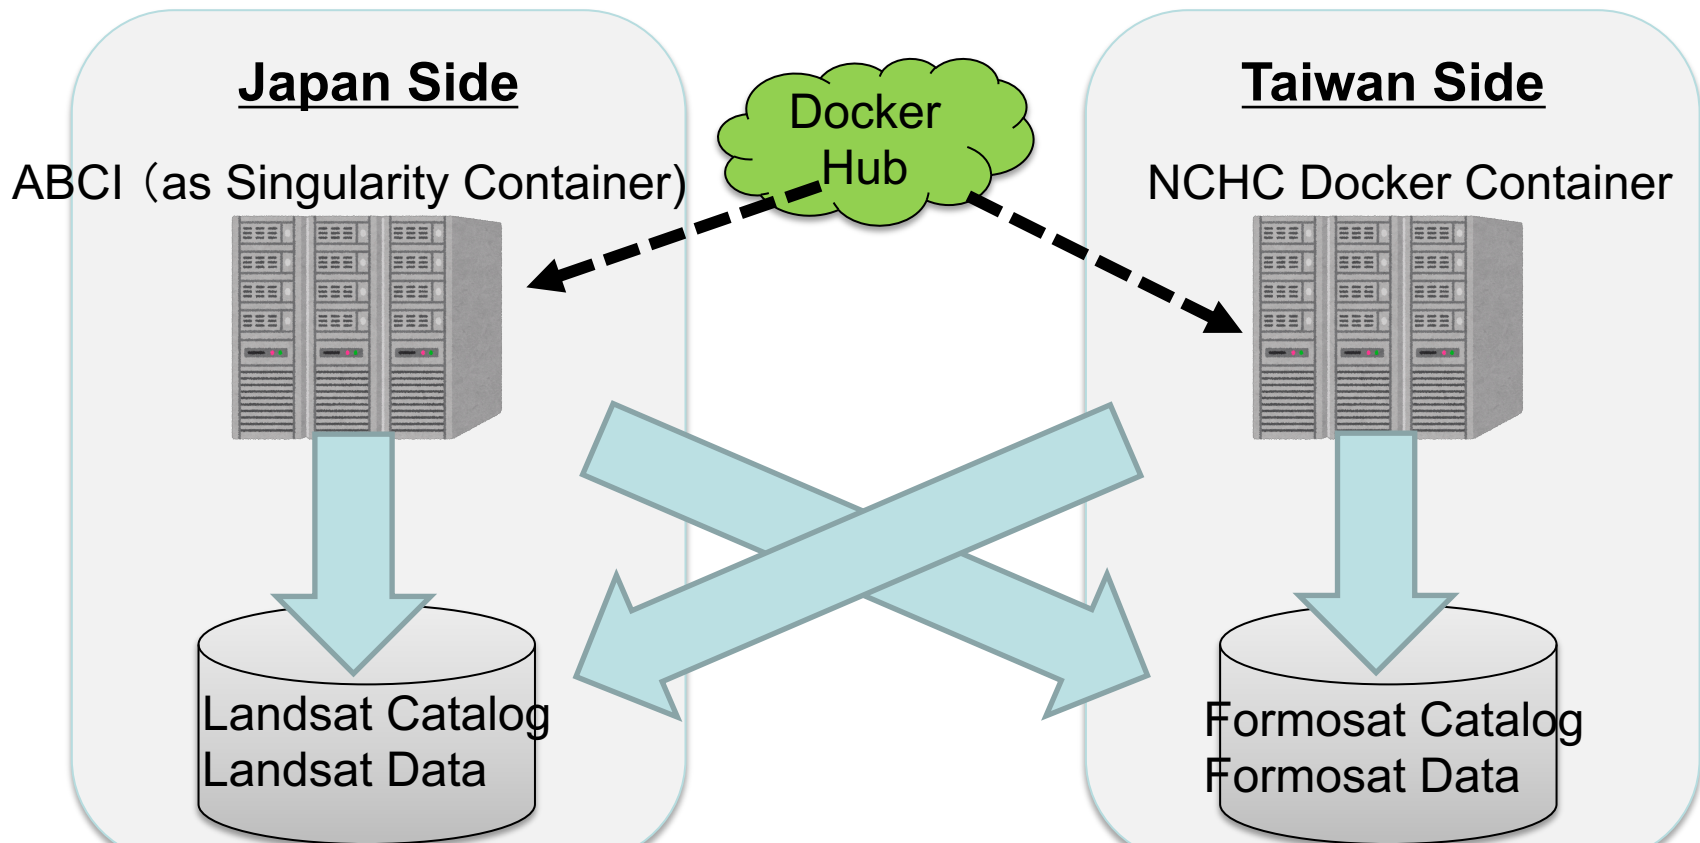 Japan Side
ABCI（as Singularity Container)
Docker
Hub
Taiwan Side
NCHC Docker Container
Landsat Catalog
Landsat Data
Formosat Catalog
Formosat Data